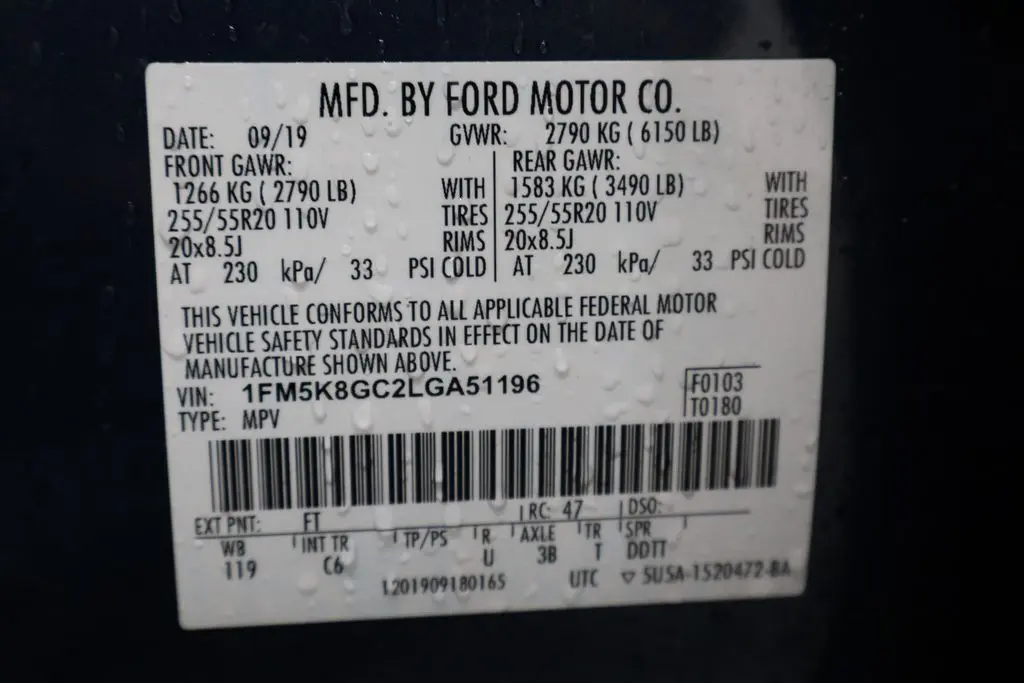 MFD. BY FORD MOTOR CO.
DATE: 09/19 GVWR: 2790 KG ( 6150 LB)
FRONT GAWR: REAR GAWR:
1266 KG ( 2790 LB) WITH 1583 KG ( 3490 LB) WITH
255/55R20 110V TIRES 255/55R20 110V TIRES
20x8.5J RIMS 20x8.5J RIMS
AT 230 kPa/ 33 PSI COLD AT 230 kPa/ 33 PSI COLD
THIS VEHICLE CONFORMS TO ALL APPLICABLE FEDERAL MOTOR
VEHICLE SAFETY STANDARDS IN EFFECT ON THE DATE OF
MANUFACTURE SHOWN ABOVE.
VIN: 1FM5K8GC2LGA51196 F0103
TYPE: MPV T0180
EXT PNT: FT RC: 47 DSO:
WB INT TR TP/PS R AXLE TR SPR
119 C6 U 3B T DDTT
1201909180165 UTC ▽ 5USA-1520472-BA